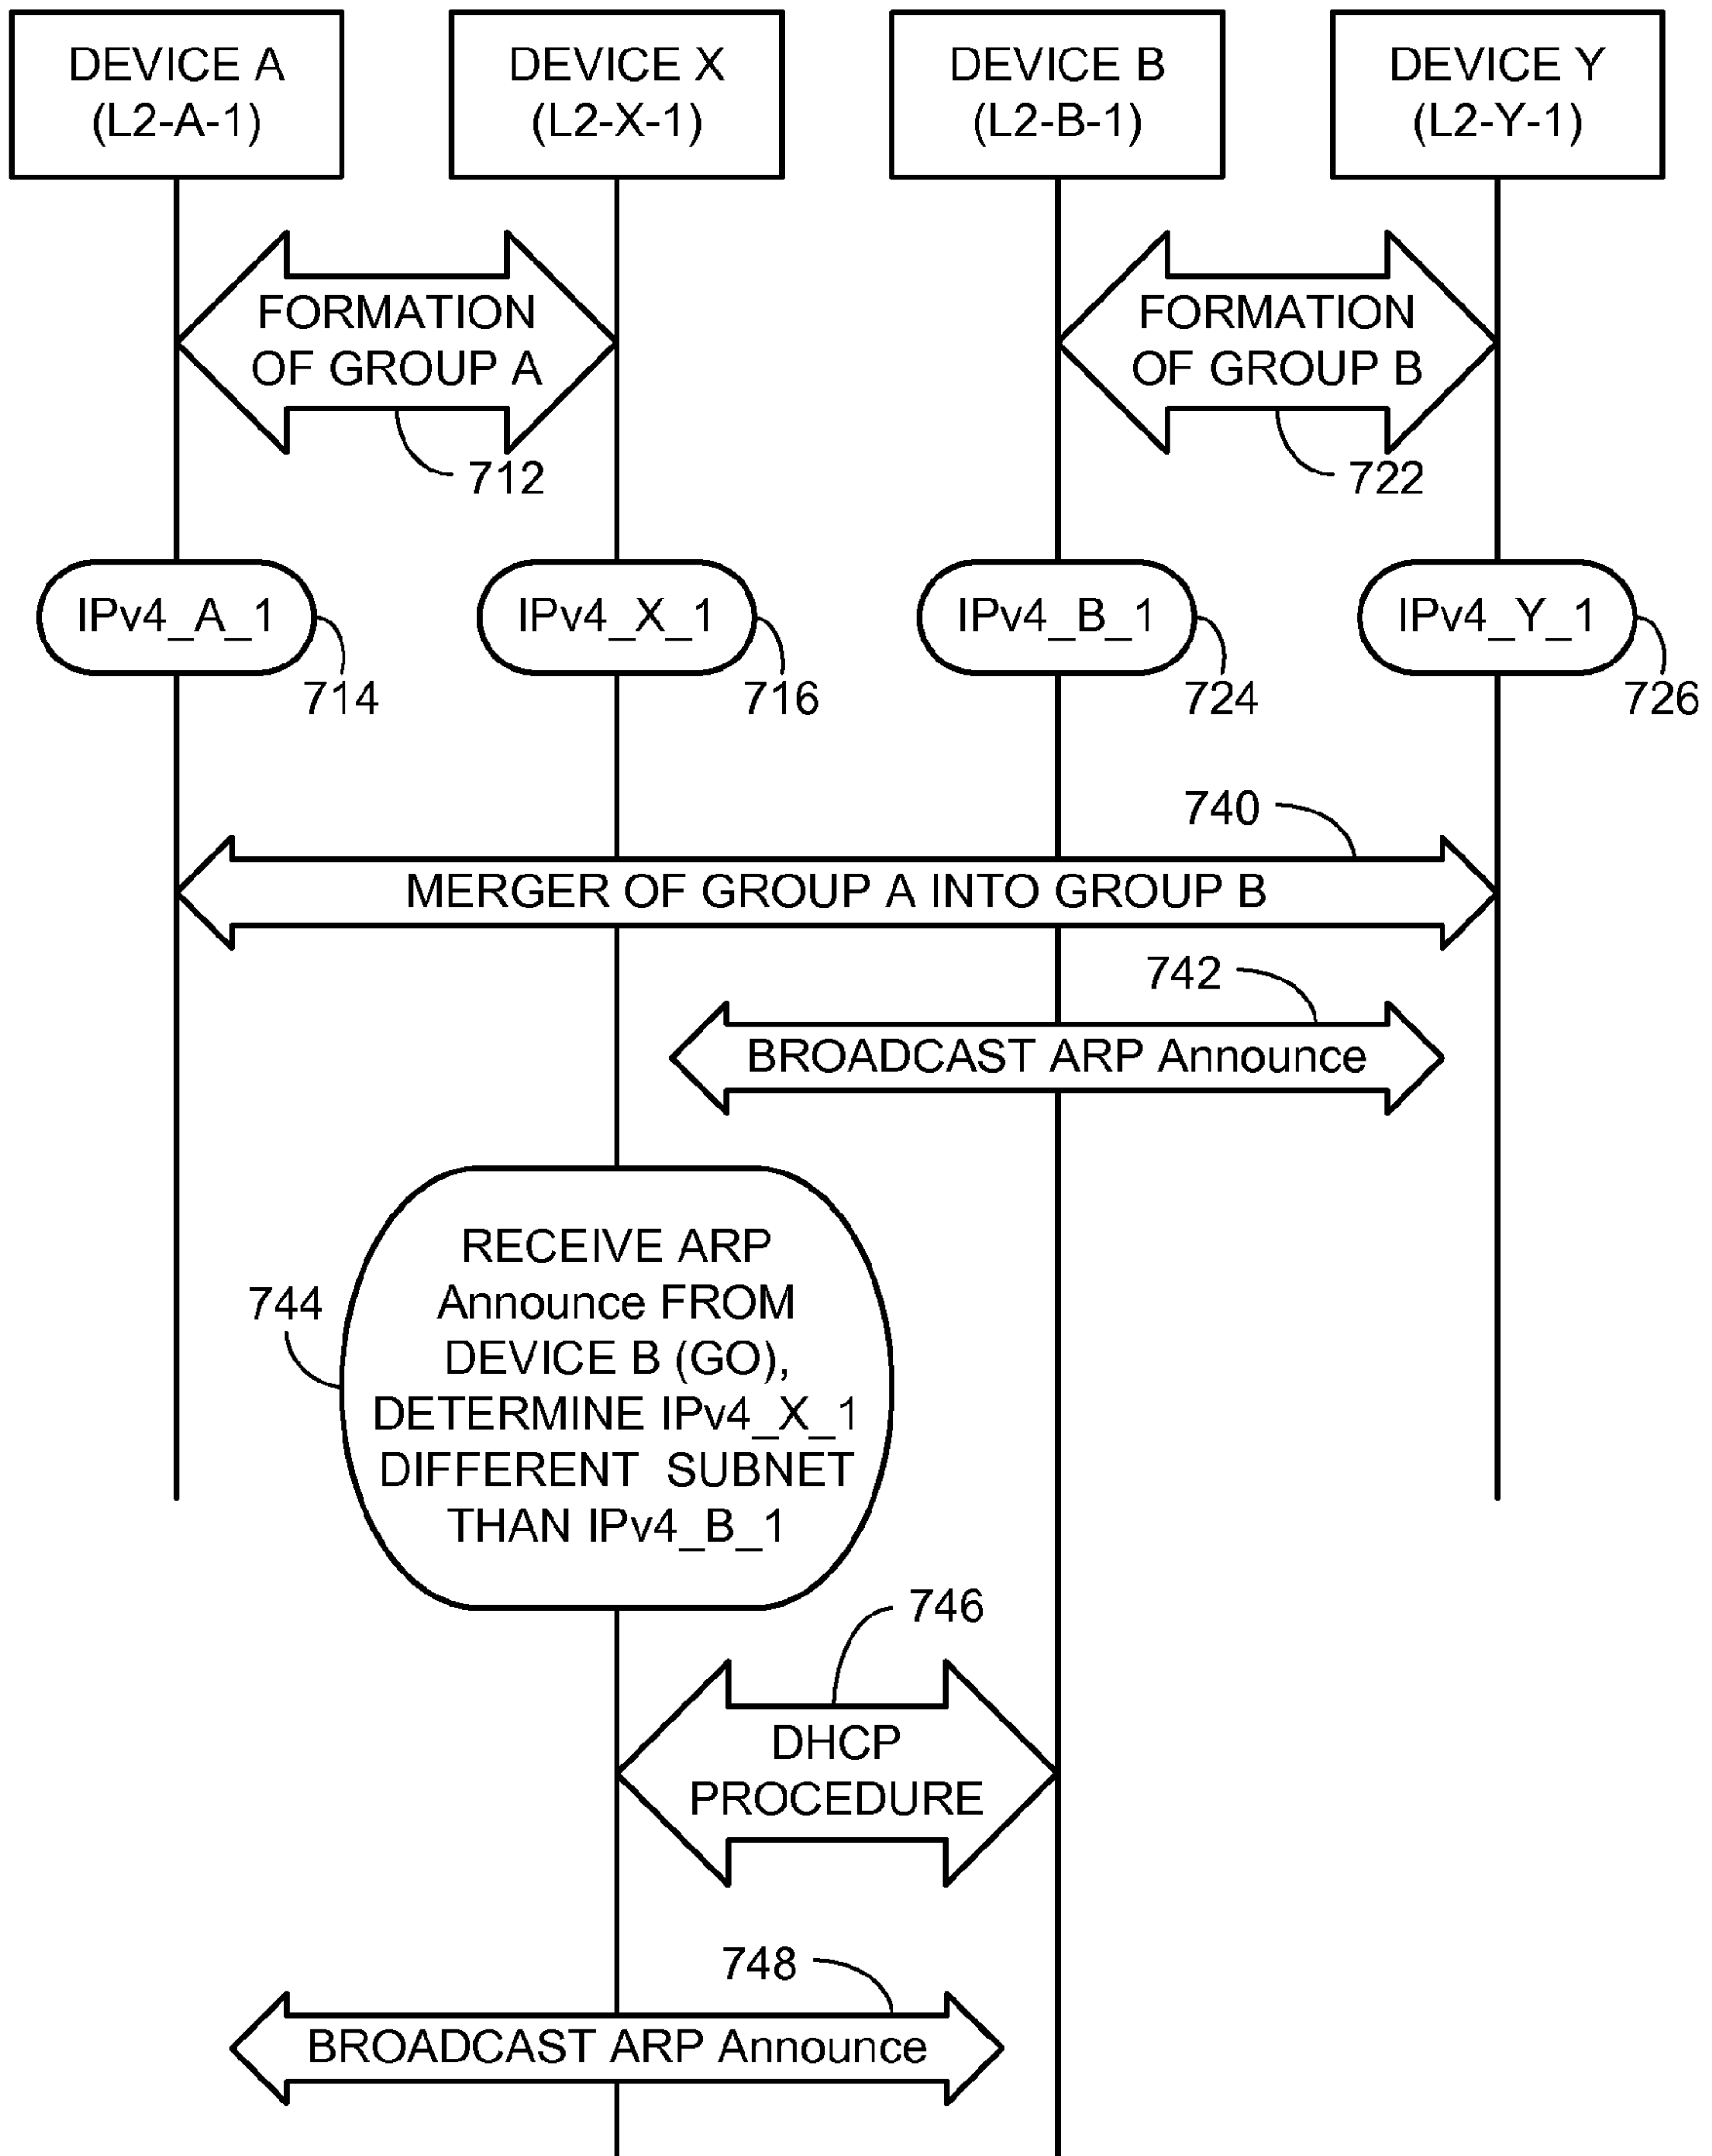 DEVICE A
(L2-A-1)
DEVICE X
(L2-X-1)
DEVICE B
(L2-B-1)
DEVICE Y
(L2-Y-1)
FORMATION
OF GROUP A
712
FORMATION
OF GROUP B
722
IPv4_A_1
714
IPv4_X_1
716
IPv4_B_1
724
IPv4_Y_1
726
740
MERGER OF GROUP A INTO GROUP B
742
BROADCAST ARP Announce
744
RECEIVE ARP
Announce FROM
DEVICE B (GO),
DETERMINE IPv4_X_1
DIFFERENT SUBNET
THAN IPv4_B_1
746
DHCP
PROCEDURE
748
BROADCAST ARP Announce